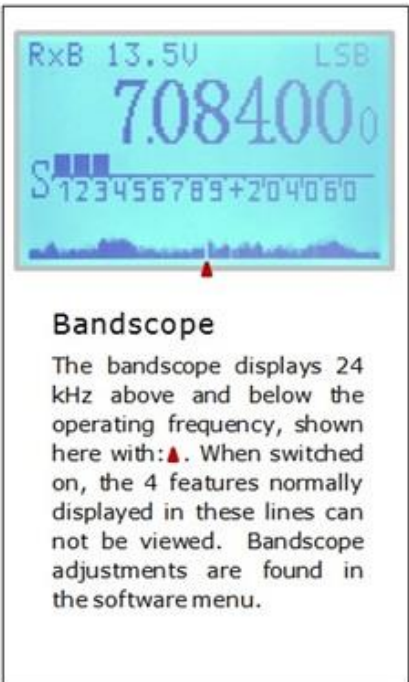 RxB 13.5V LSB
7.084000
S 123456789+20 40 60
Bandscope
The bandscope displays 24
kHz above and below the
operating frequency, shown
here with: . When switched
on, the 4 features normally
displayed in these lines can
not be viewed. Bandscope
adjustments are found in
the software menu.